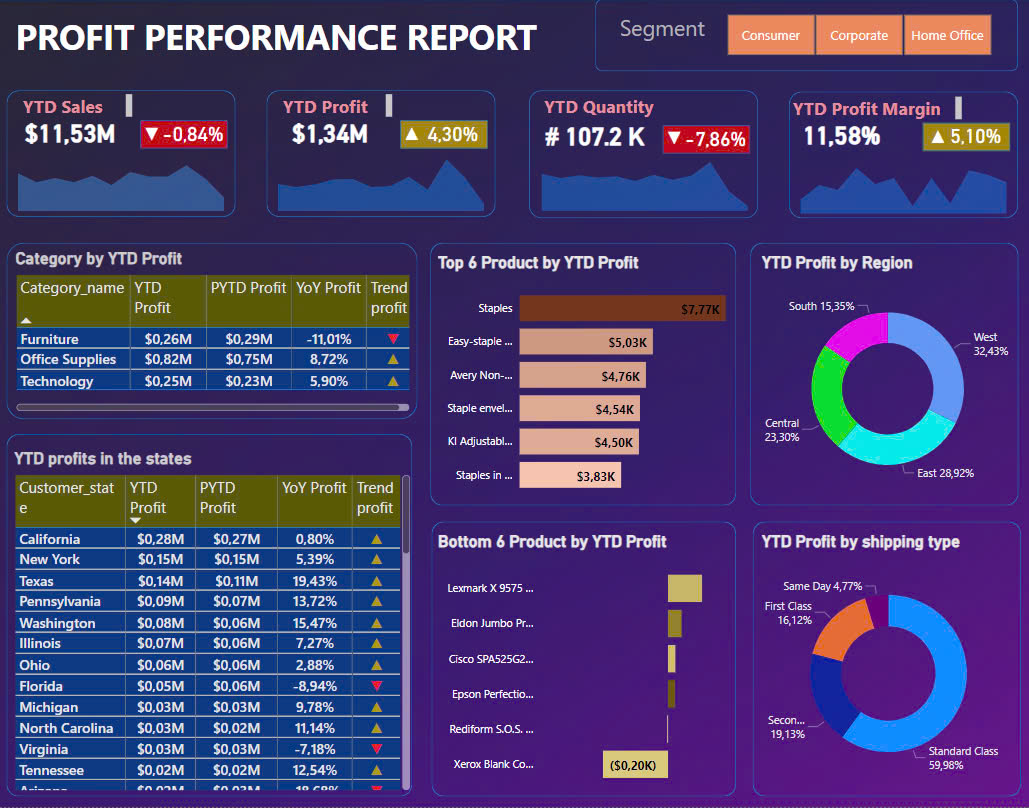 PROFIT PERFORMANCE REPORT
Segment
Consumer Corporate Home Office
YTD Sales
$11,53M ▼ -0,84%
YTD Profit
$1,34M ▲ 4,30%
YTD Quantity
# 107.2 K ▼ -7,86%
YTD Profit Margin
11,58% ▲ 5,10%
Category by YTD Profit
Category_name YTD Profit PYTD Profit YoY Profit Trend profit
Furniture $0,26M $0,29M -11,01% ▼
Office Supplies $0,82M $0,75M 8,72% ▲
Technology $0,25M $0,23M 5,90% ▲
YTD profits in the states
Customer_state YTD Profit PYTD Profit YoY Profit Trend profit
California $0,28M $0,27M 0,80% ▲
New York $0,15M $0,15M 5,39% ▲
Texas $0,14M $0,11M 19,43% ▲
Pennsylvania $0,09M $0,07M 13,72% ▲
Washington $0,08M $0,06M 15,47% ▲
Illinois $0,07M $0,06M 7,27% ▲
Ohio $0,06M $0,06M 2,88% ▲
Florida $0,05M $0,06M -8,94% ▼
Michigan $0,03M $0,03M 9,78% ▲
North Carolina $0,03M $0,02M 11,14% ▲
Virginia $0,03M $0,03M -7,18% ▼
Tennessee $0,02M $0,02M 12,54% ▲
Top 6 Product by YTD Profit
Staples $7,77K
Easy-staple ... $5,03K
Avery Non-... $4,76K
Staple envel... $4,54K
KI Adjustabl... $4,50K
Staples in ... $3,83K
YTD Profit by Region
South 15,35%
West
32,43%
Central
23,30%
East 28,92%
Bottom 6 Product by YTD Profit
Lexmark X 9575 ...
Eldon Jumbo Pr...
Cisco SPA525G2...
Epson Perfectio...
Rediform S.O.S. ...
Xerox Blank Co... ($0,20K)
YTD Profit by shipping type
Same Day 4,77%
First Class
16,12%
Secon...
19,13%
Standard Class
59,98%